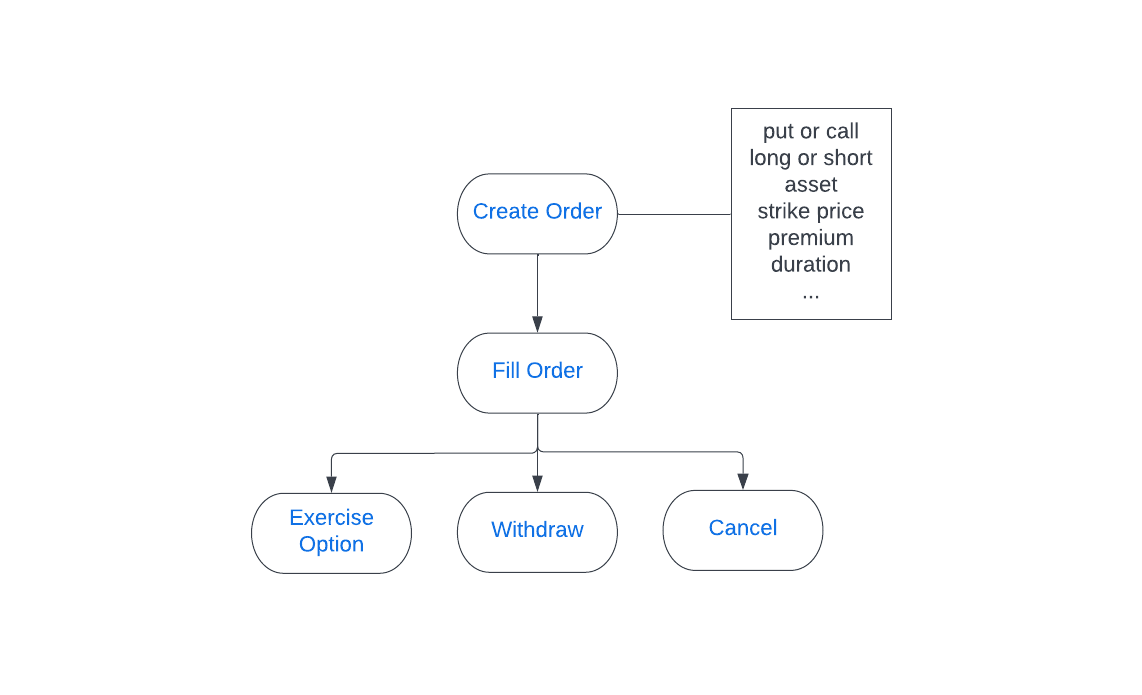 put or call
long or short
asset
strike price
premium
duration
...
Create Order
Fill Order
Exercise
Option
Withdraw
Cancel